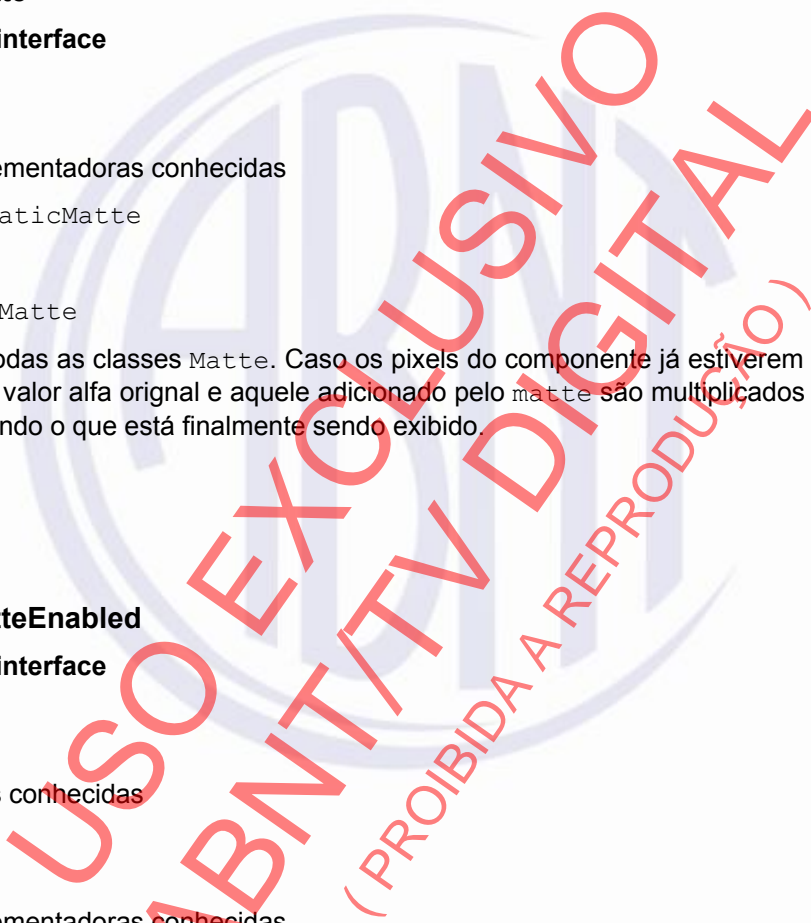 interface
ementadoras conhecidas
aticMatte
Matte
odas as classes Matte. Caso os pixels do componente já estiverem
valor alfa orignal e aquele adicionado pelo matte são multiplicados
ndo o que está finalmente sendo exibido.
tteEnabled
interface
s conhecidas
ementadoras conhecidas
USO EXCLUSIVO
ABNT/TV DIGITAL
( PROIBIDA A REPRODUÇÃO )
ABNT